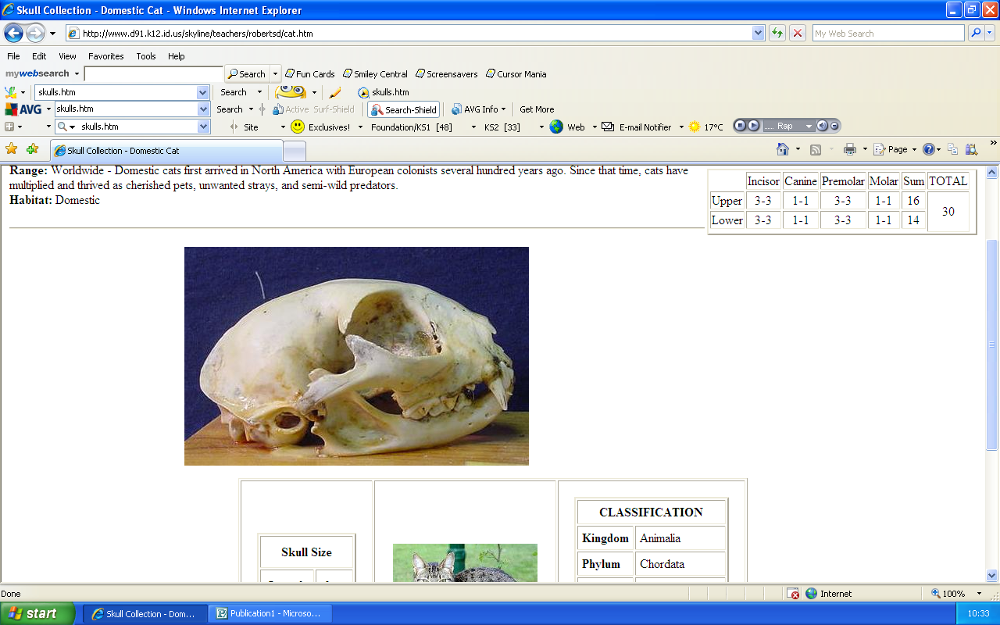 Skull Collection - Domestic Cat - Windows Internet Explorer
http://www.d91.k12.id.us/skyline/teachers/robertsd/cat.htm
My Web Search
File Edit View Favorites Tools Help
mywebsearch Search Fun Cards Smiley Central Screensavers Cursor Mania
skulls.htm Search skulls.htm
AVG skulls.htm Search Active Surf-Shield Search-Shield AVG Info Get More
skulls.htm Site Exclusives! Foundation/KS1 [48] KS2 [33] Web E-mail Notifier 17°C ..... Rap
Skull Collection - Domestic Cat Page
Range: Worldwide - Domestic cats first arrived in North America with European colonists several hundred years ago. Since that time, cats have
multiplied and thrived as cherished pets, unwanted strays, and semi-wild predators.
Habitat: Domestic
Incisor Canine Premolar Molar Sum TOTAL
Upper 3-3 1-1 3-3 1-1 16 30
Lower 3-3 1-1 3-3 1-1 14
Skull Size
CLASSIFICATION
Kingdom Animalia
Phylum Chordata
Done Internet 100%
start Skull Collection - Dom... Publication1 - Microso... 10:33